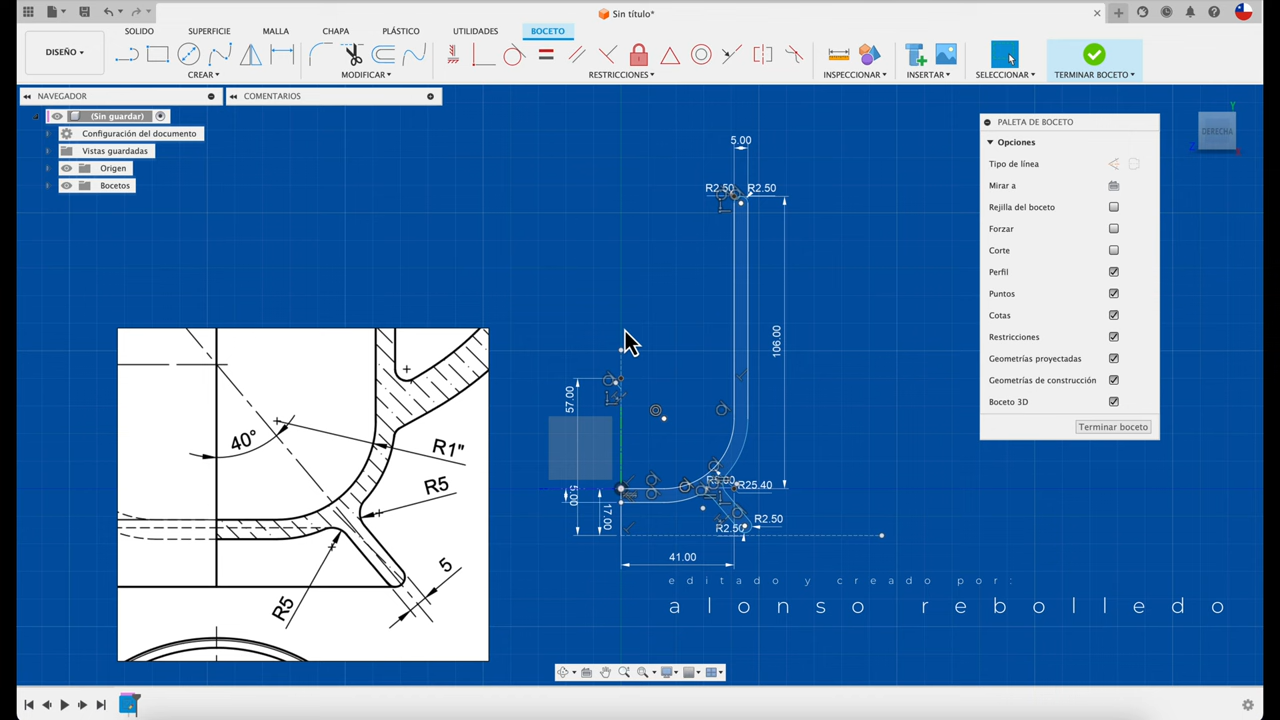 Sin título*
DISEÑO
SOLIDO SUPERFICIE MALLA CHAPA PLÁSTICO UTILIDADES BOCETO
CREAR MODIFICAR RESTRICCIONES INSPECCIONAR INSERTAR SELECCIONAR TERMINAR BOCETO
NAVEGADOR
COMENTARIOS
(Sin guardar)
Configuración del documento
Vistas guardadas
Origen
Bocetos
PALETA DE BOCETO
Opciones
Tipo de línea
Mirar a
Rejilla del boceto
Forzar
Corte
Perfil
Puntos
Cotas
Restricciones
Geometrías proyectadas
Geometrías de construcción
Boceto 3D
Terminar boceto
Y
DERECHA
5.00
R2.50 R2.50
106.00
57.00
R5.00 R25.40
5.00
17.00
R2.50
R2.50
41.00
40°
R1"
R5
5
R5
editado y creado por:
alonso rebolledo